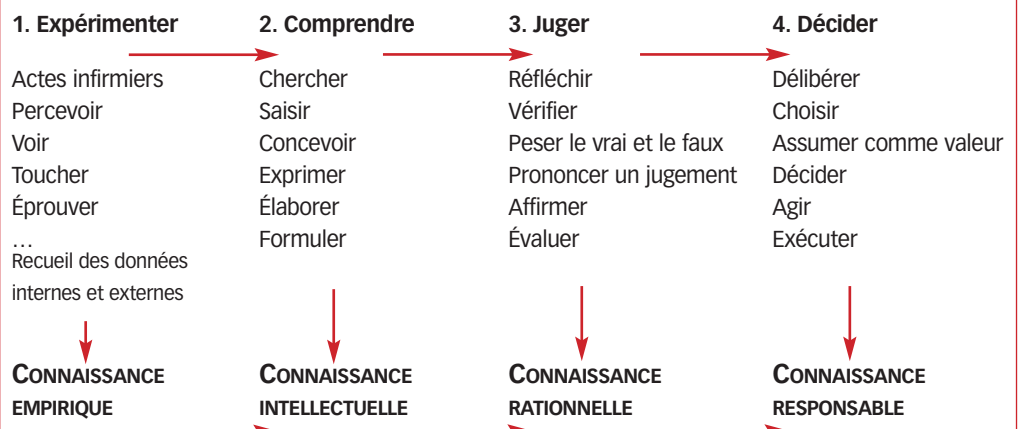 1. Expérimenter
Actes infirmiers
Percevoir
Voir
Toucher
Éprouver
…
Recueil des données
internes et externes
CONNAISSANCE
EMPIRIQUE
2. Comprendre
Chercher
Saisir
Concevoir
Exprimer
Élaborer
Formuler
CONNAISSANCE
INTELLECTUELLE
3. Juger
Réfléchir
Vérifier
Peser le vrai et le faux
Prononcer un jugement
Affirmer
Évaluer
CONNAISSANCE
RATIONNELLE
4. Décider
Délibérer
Choisir
Assumer comme valeur
Décider
Agir
Exécuter
CONNAISSANCE
RESPONSABLE